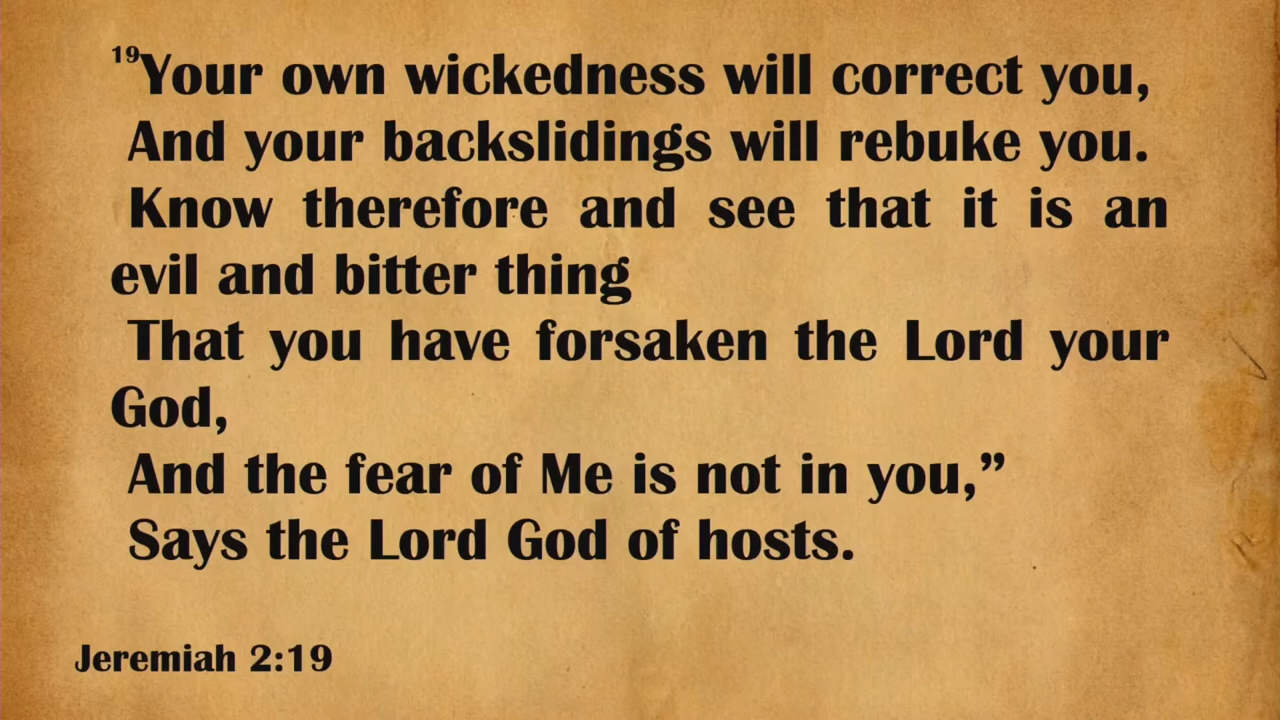 19Your own wickedness will correct you,
And your backslidings will rebuke you.
Know therefore and see that it is an
evil and bitter thing
That you have forsaken the Lord your
God,
And the fear of Me is not in you,”
Says the Lord God of hosts.
Jeremiah 2:19